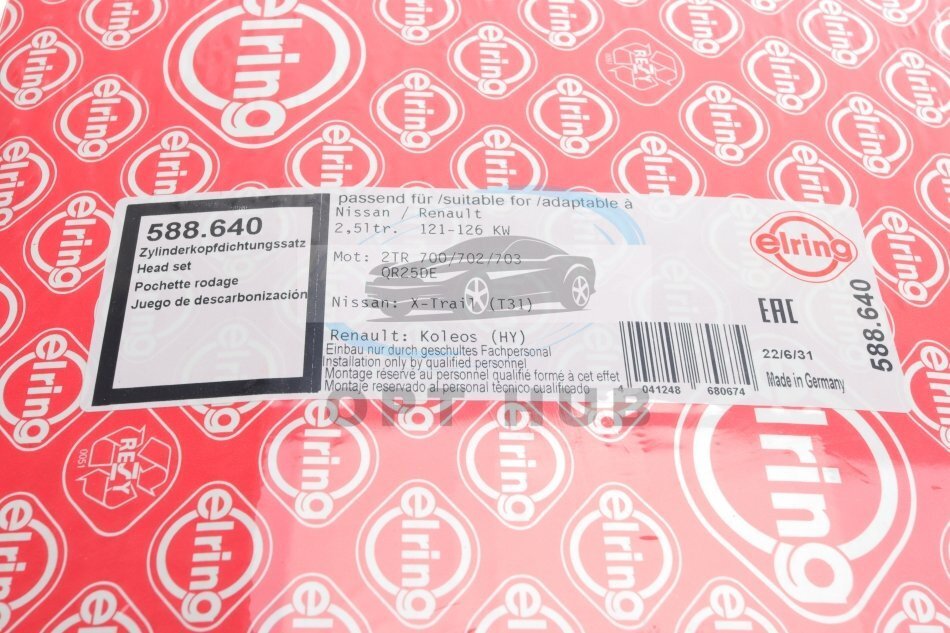 588.640
Zylinderkopfdichtungssatz
Head set
Pochette rodage
Juego de descarbonización
passend für /suitable for /adaptable à
Nissan / Renault
2,5ltr. 121-126 KW
Mot: 2TR 700/702/703
QR25DE
Nissan: X-Trail (T31)
Renault: Koleos (HY)
Einbau nur durch geschultes Fachpersonal
Installation only by qualified personnel
Montage réservé au personnel qualifié formé à cet effet
Montaje reservado al personal técnico cualificado
elring
EAC
588.640
22/6/31
Made in Germany
4 041248 680674
OPT HUB
elring
RESY
RESY
0051